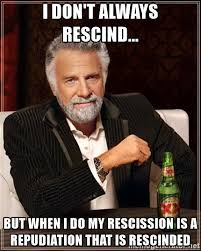 I DON'T ALWAYS
RESCIND...
BUT WHEN I DO MY RESCISSION IS A
REPUDIATION THAT IS RESCINDED